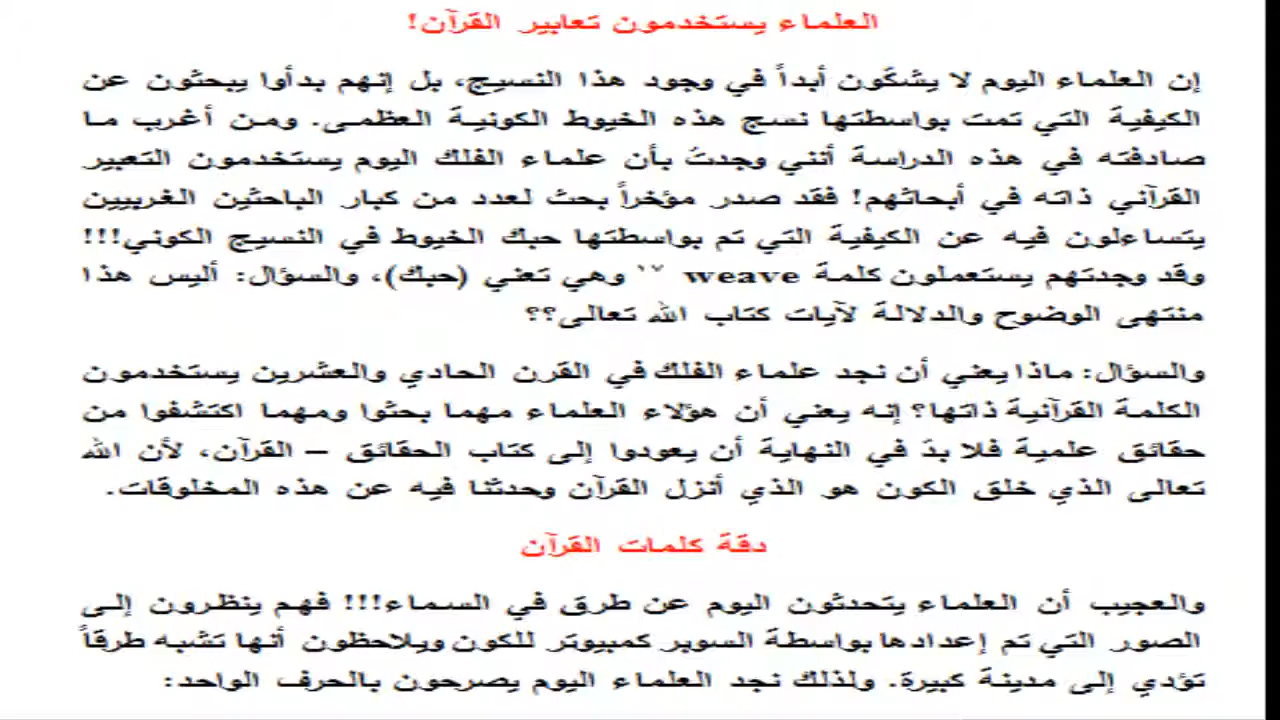 العلماء يستخدمون تعابير القرآن!
إن العلماء اليوم لا يشكّون أبداً في وجود هذا النسيج، بل إنهم بدأوا يبحثون عن
الكيفية التي تمت بواسطتها نسج هذه الخيوط الكونية العظمى. ومن أغرب ما
صادفته في هذه الدراسة أنني وجدتُ بأن علماء الفلك اليوم يستخدمون التعبير
القرآني ذاته في أبحاثهم! فقد صدر مؤخراً بحث لعدد من كبار الباحثين الغربيين
يتساءلون فيه عن الكيفية التي تم بواسطتها حبك الخيوط في النسيج الكوني!!!
وقد وجدتهم يستعملون كلمة weave ١٧ وهي تعني (حبك)، والسؤال: أليس هذا
منتهى الوضوح والدلالة لآيات كتاب الله تعالى؟؟
والسؤال: ماذا يعني أن نجد علماء الفلك في القرن الحادي والعشرين يستخدمون
الكلمة القرآنية ذاتها؟ إنه يعني أن هؤلاء العلماء مهما بحثوا ومهما اكتشفوا من
حقائق علمية فلا بدّ في النهاية أن يعودوا إلى كتاب الحقائق – القرآن، لأن الله
تعالى الذي خلق الكون هو الذي أنزل القرآن وحدثنا فيه عن هذه المخلوقات.
دقة كلمات القرآن
والعجيب أن العلماء يتحدثون اليوم عن طرق في السماء!!! فهم ينظرون إلى
الصور التي تم إعدادها بواسطة السوبر كمبيوتر للكون ويلاحظون أنها تشبه طرقاً
تؤدي إلى مدينة كبيرة. ولذلك نجد العلماء اليوم يصرحون بالحرف الواحد: